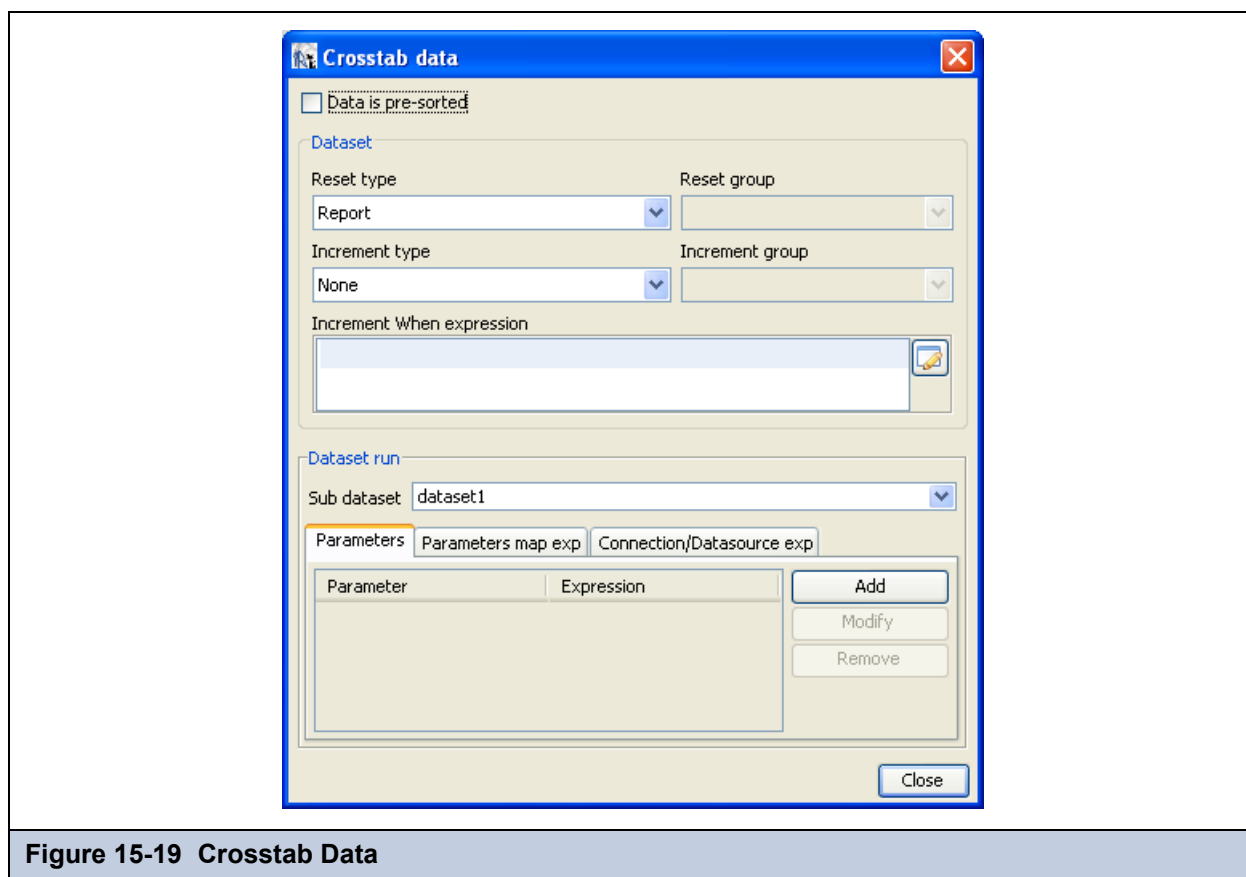 Crosstab data
Data is pre-sorted
Dataset
Reset type Reset group
Report
Increment type Increment group
None
Increment When expression
Dataset run
Sub dataset dataset1
Parameters Parameters map exp Connection/Datasource exp
Parameter Expression Add
Modify
Remove
Close
Figure 15-19 Crosstab Data